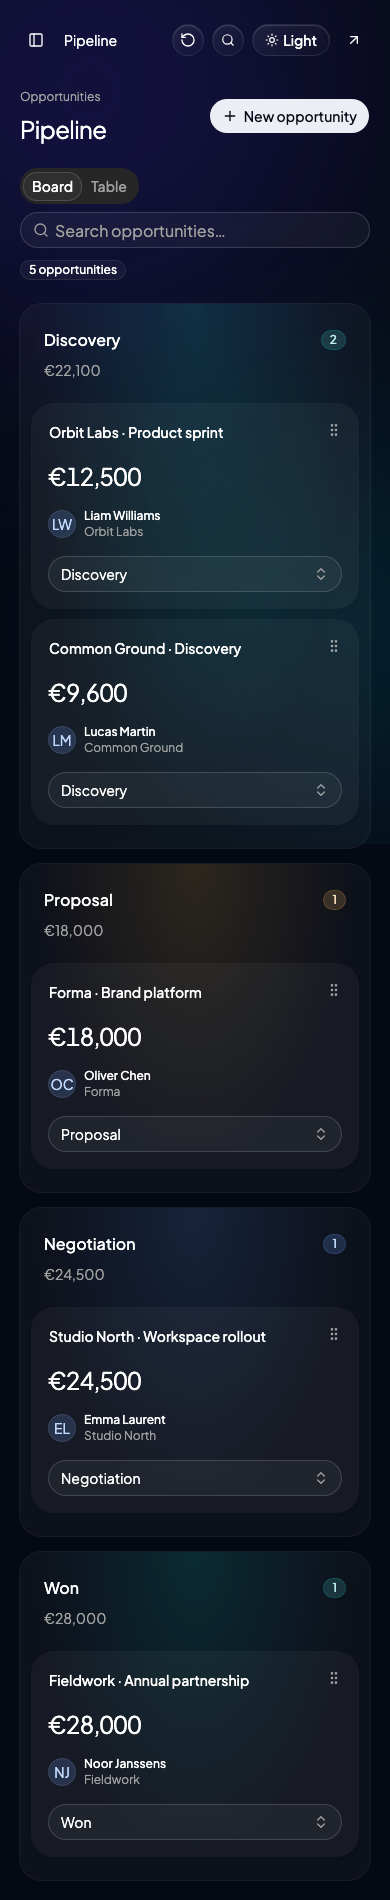 Pipeline
Light
Opportunities
Pipeline
New opportunity
Board Table
Search opportunities...
5 opportunities
Discovery 2
€22,100
Orbit Labs · Product sprint
€12,500
LW Liam Williams
Orbit Labs
Discovery
Common Ground · Discovery
€9,600
LM Lucas Martin
Common Ground
Discovery
Proposal 1
€18,000
Forma · Brand platform
€18,000
OC Oliver Chen
Forma
Proposal
Negotiation 1
€24,500
Studio North · Workspace rollout
€24,500
EL Emma Laurent
Studio North
Negotiation
Won 1
€28,000
Fieldwork · Annual partnership
€28,000
NJ Noor Janssens
Fieldwork
Won